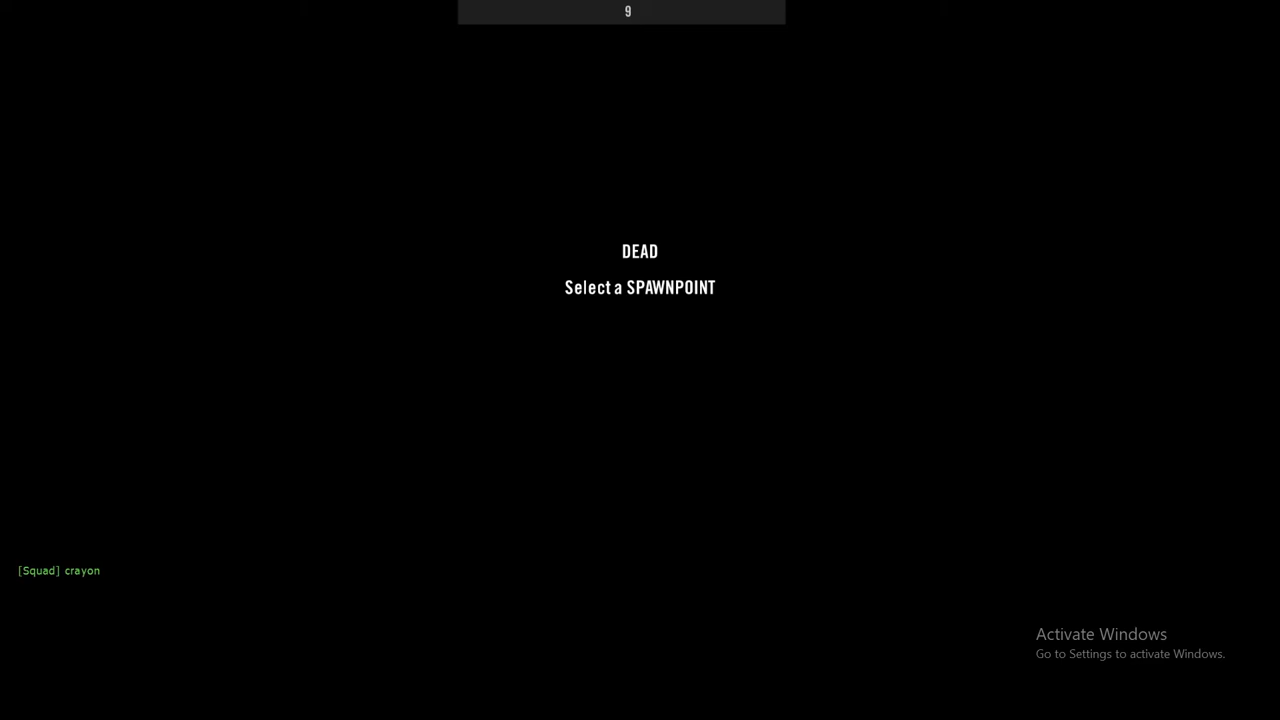 9
DEAD
Select a SPAWNPOINT
[Squad] crayon
Activate Windows
Go to Settings to activate Windows.